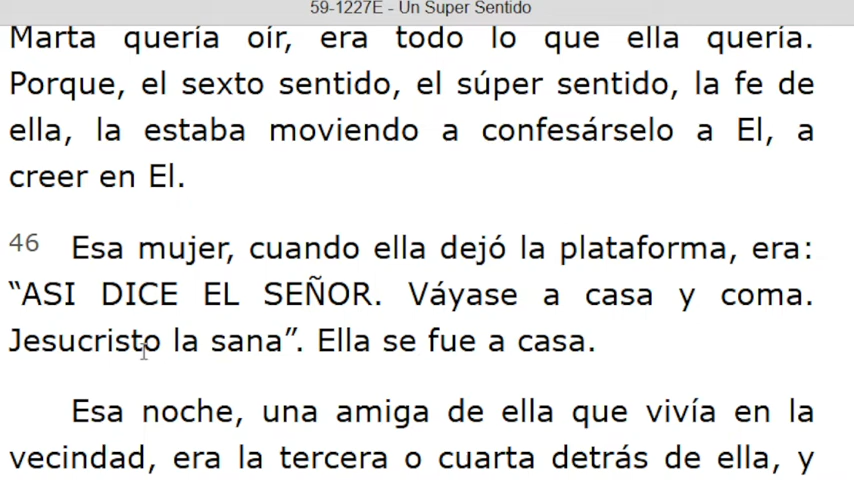 59-1227E - Un Super Sentido
Marta quería oír, era todo lo que ella quería.
Porque, el sexto sentido, el súper sentido, la fe de
ella, la estaba moviendo a confesárselo a El, a
creer en El.
46 Esa mujer, cuando ella dejó la plataforma, era:
“ASI DICE EL SEÑOR. Váyase a casa y coma.
Jesucristo la sana”. Ella se fue a casa.
Esa noche, una amiga de ella que vivía en la
vecindad, era la tercera o cuarta detrás de ella, y